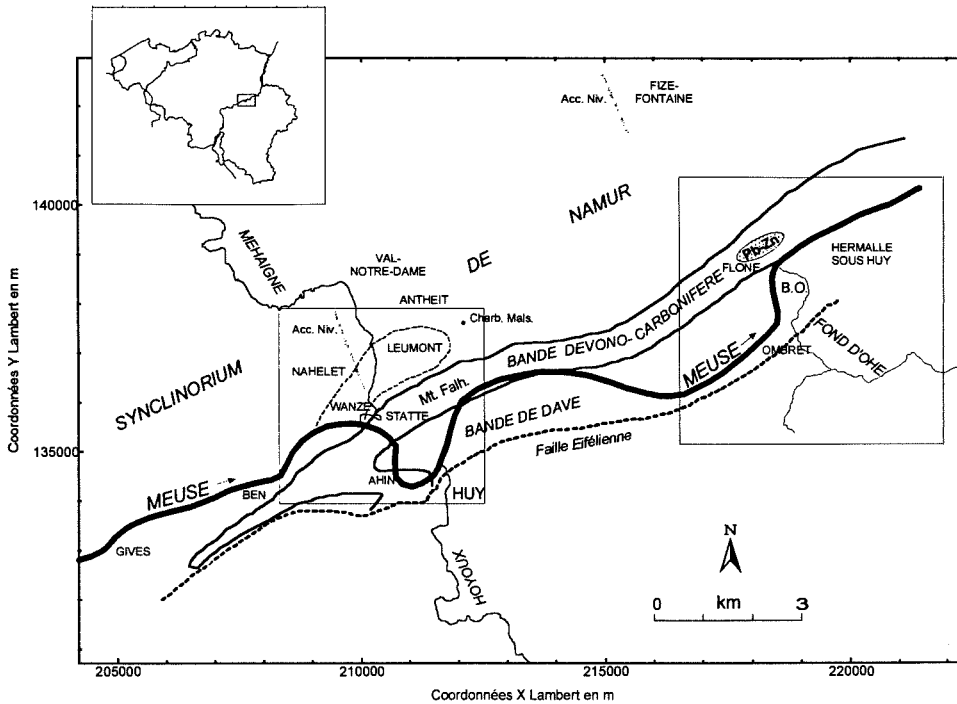 FIZE-
FONTAINE
Acc. Niv.
140000
MEHAIGNE
NAMUR
VAL-
NOTRE-DAME
DE
ANTHEIT
Pb-Zn
FLONE
HERMALLE
SOUS HUY
B.O.
Charb. Mals.
Acc. Niv.
LEUMONT
NAHELET
BANDE DEVONO-CARBONIFERE
FOND D'OHE
OMBRET
MEUSE
SYNCLINORIUM
WANZE
STATTE
Mt. Falh.
BANDE DE DAVE
Faille Eifélienne
135000
MEUSE
BEN
AHIN
HUY
GIVES
HOYOUX
N
0 km 3
205000 210000 215000 220000
Coordonnées X Lambert en m
Coordonnées Y Lambert en m